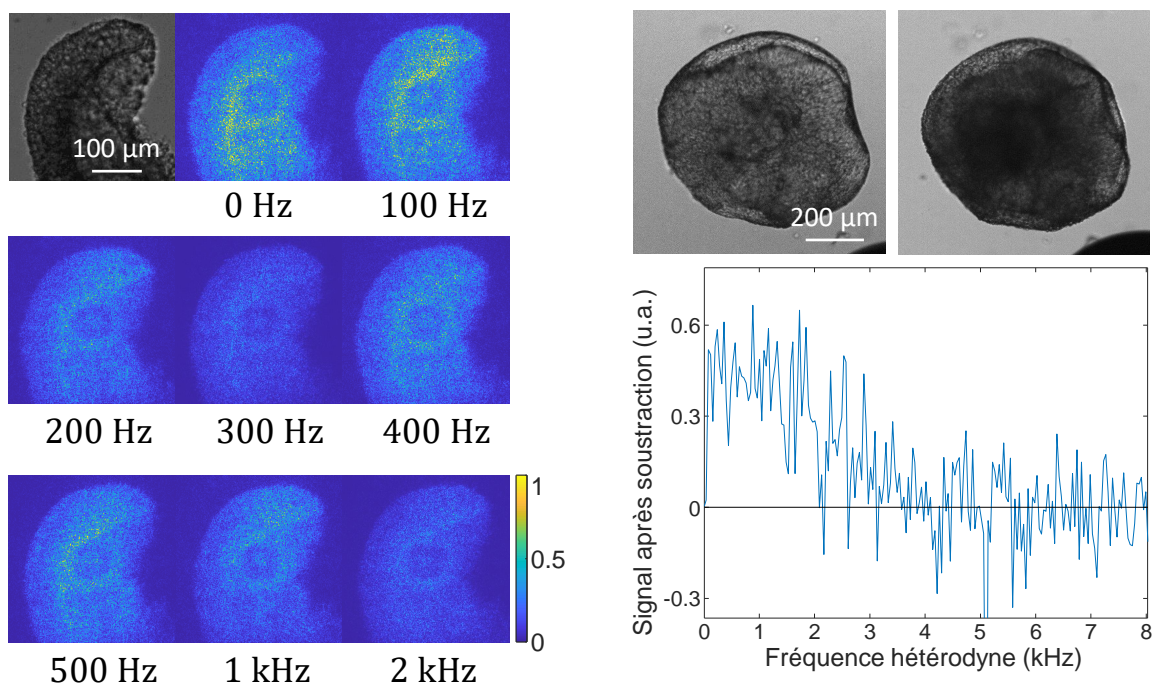 100 μm
0 Hz
100 Hz
200 Hz
300 Hz
400 Hz
1
0.5
0
500 Hz
1 kHz
2 kHz
200 μm
Signal après soustraction (u.a.)
0.6
0.3
0
-0.3
0 1 2 3 4 5 6 7 8
Fréquence hétérodyne (kHz)